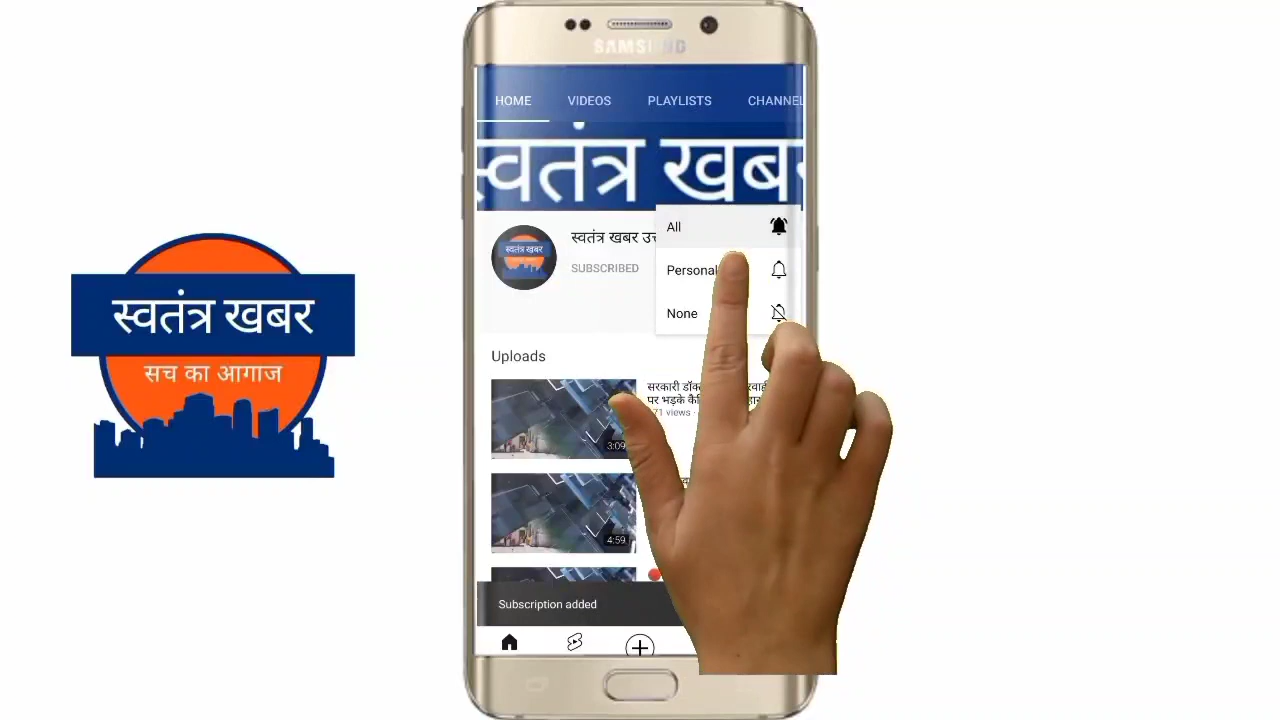 SAMSUNG
HOME VIDEOS PLAYLISTS CHANNEL
स्वतंत्र खबर
स्वतंत्र खबर
All
SUBSCRIBED
Personal
None
स्वतंत्र खबर
सच का आगाज
स्वतंत्र खबर
Uploads
सरकारी
पर भड़के
views
3:09
4:59
Subscription added